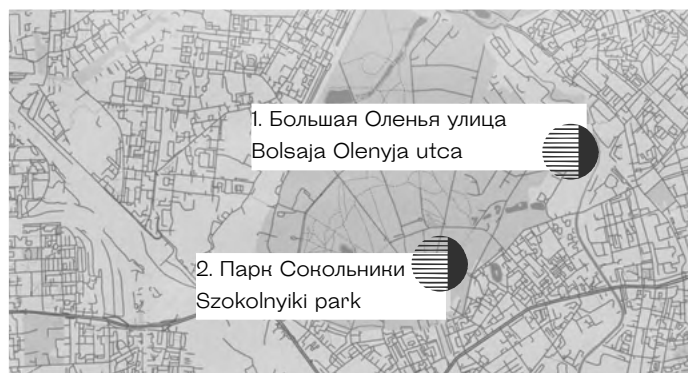 1. Большая Оленья улица
Bolsaja Olenyja utca
2. Парк Сокольники
Szokolnyiki park